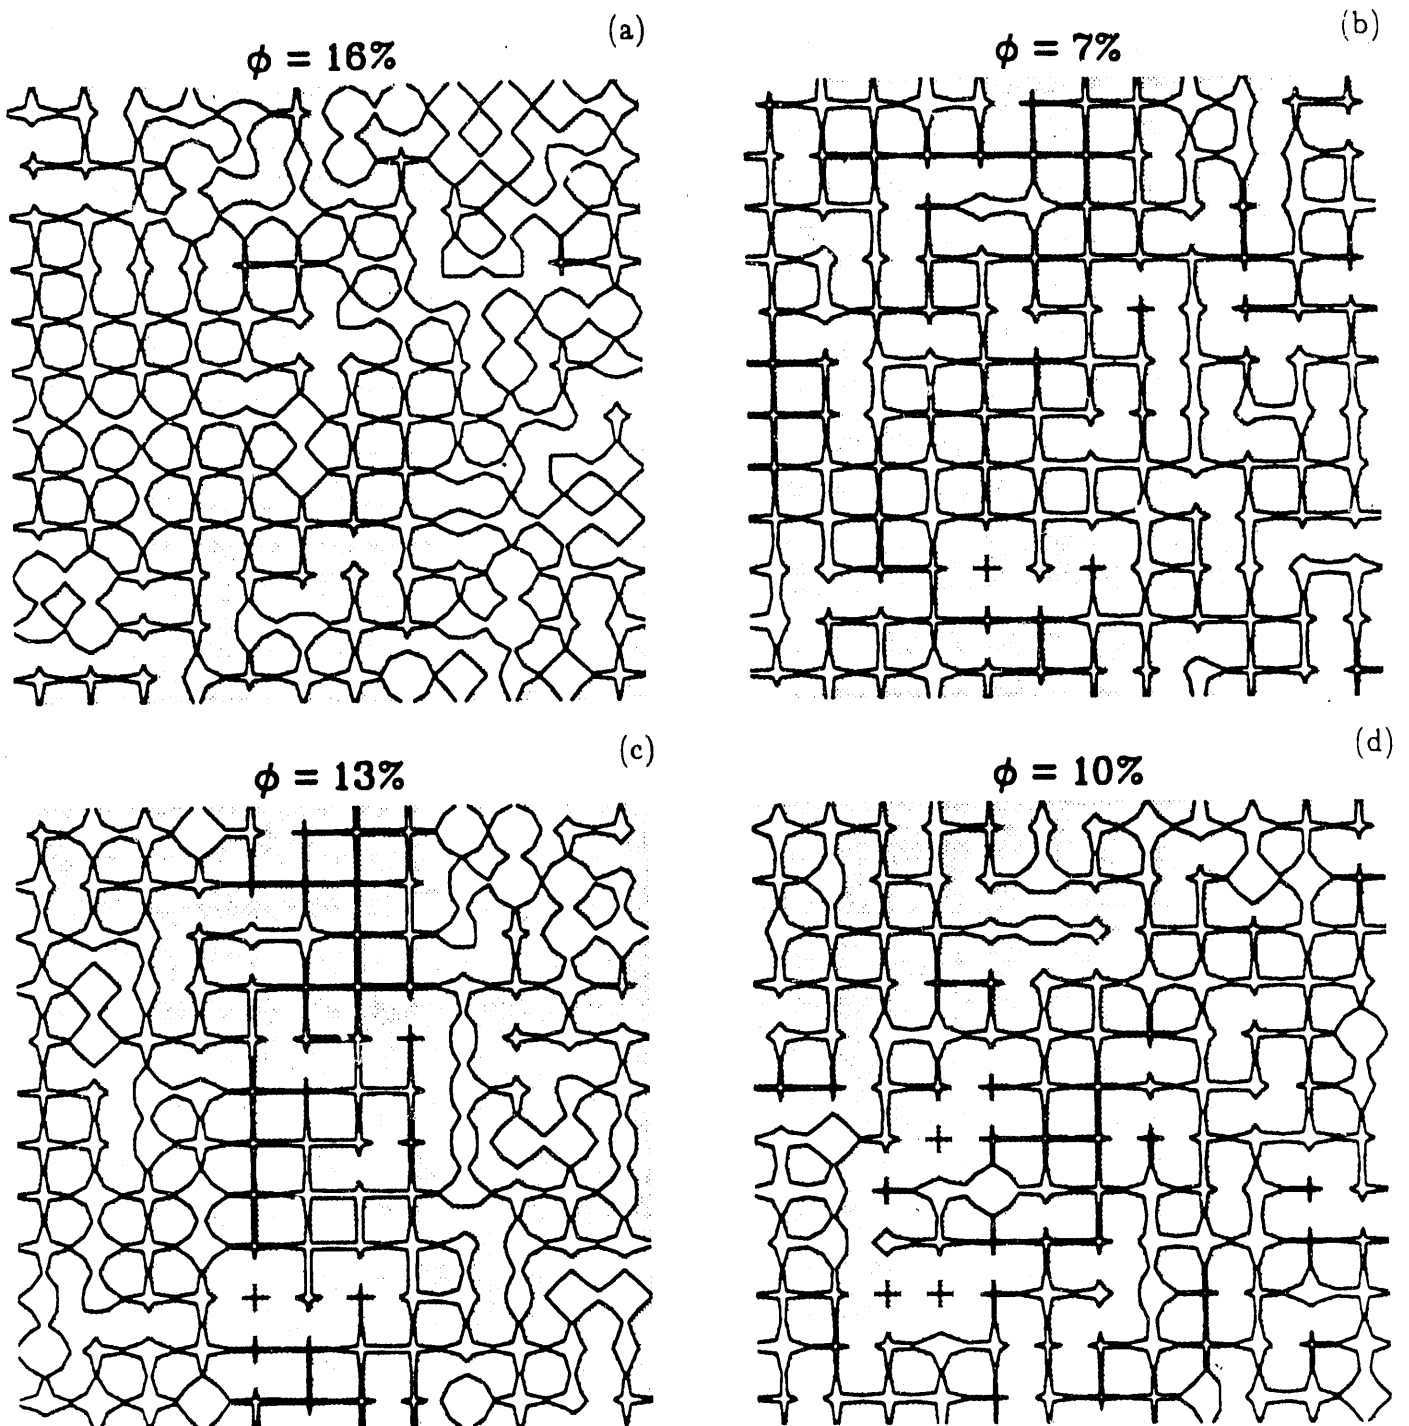 (a)
ϕ = 16%
(b)
ϕ = 7%
(c)
ϕ = 13%
(d)
ϕ = 10%